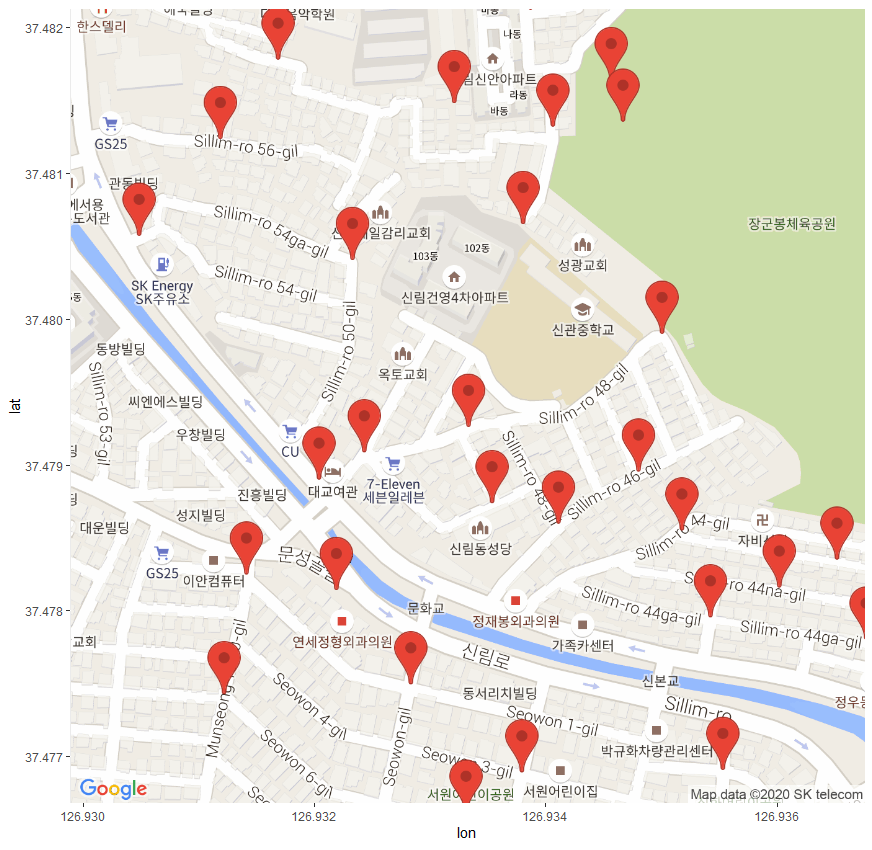 37.482
37.481
37.480
37.479
37.478
37.477
lat
126.930
126.932
126.934
126.936
lon
한스델리
음악학원
나동
림신안아파트
라동
바동
GS25
Sillim-ro 56-gil
관동빌딩
에서용
도서관
Sillim-ro 54ga-gil
일감리교회
102동
103동
성광교회
장군봉체육공원
SK Energy
SK주유소
Sillim-ro 54-gil
신림건영4차아파트
신관중학교
Sillim-ro 50-gil
동방빌딩
옥토교회
Sillim-ro 48-gil
Sillim-ro 53-gil
씨엔에스빌딩
우창빌딩
CU
7-Eleven
세븐일레븐
대교여관
Sillim-ro 48-gil
Sillim-ro 46-gil
진흥빌딩
성지빌딩
대운빌딩
신림동성당
Sillim-ro 44-gil
자비
GS25
이안컴퓨터
문성골
Sillim-ro 44na-gil
문화교
정재봉외과의원
Sillim-ro 44ga-gil
Sillim-ro 44ga-gil
연세정형외과의원
가족카센터
교회
신림로
신본교
동서리치빌딩
Sillim-ro
정우
Seowon 4-gil
Seowon 1-gil
Seowon-gil
박규화차량관리센터
Seowon 6-gil
서원어린이집
Google
Map data ©2020 SK telecom